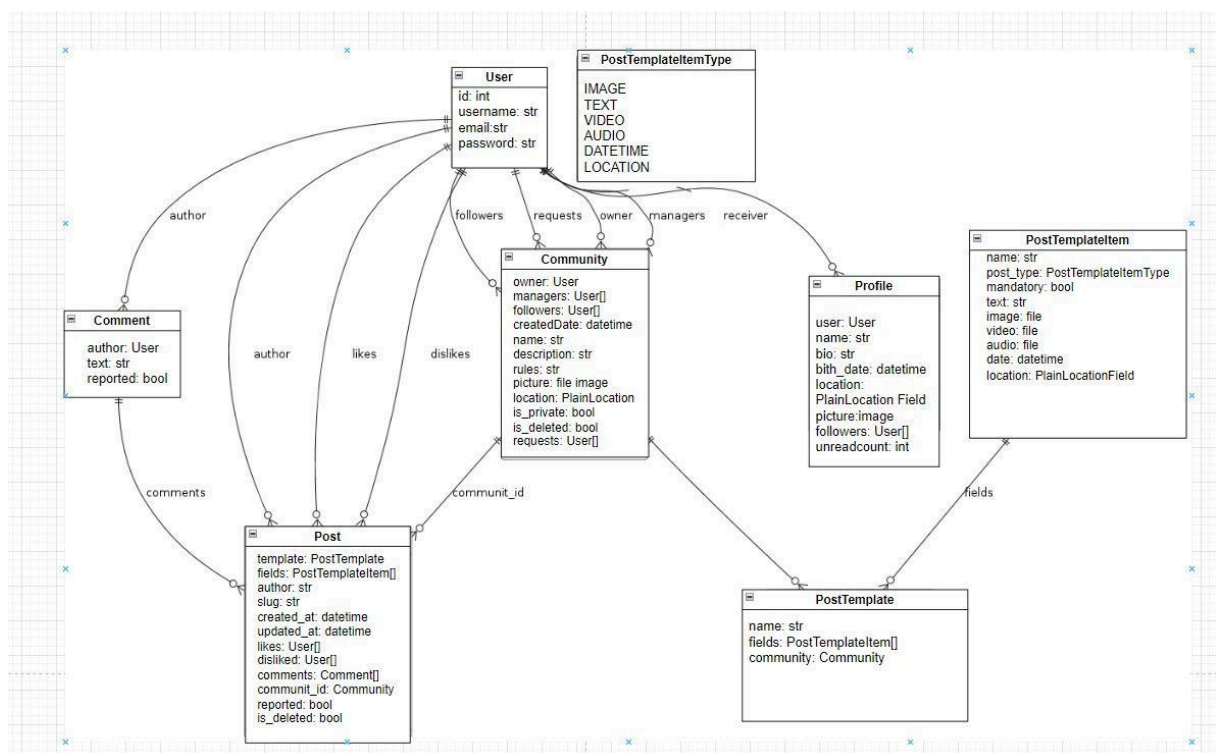 User
id: int
username: str
email:str
password: str
PostTemplateItemType
IMAGE
TEXT
VIDEO
AUDIO
DATETIME
LOCATION
author
followers
requests
owner
managers
receiver
Comment
author: User
text: str
reported: bool
author
likes
dislikes
Community
owner: User
managers: User[]
followers: User[]
createdDate: datetime
name: str
description: str
rules: str
picture: file image
location: PlainLocation
is_private: bool
is_deleted: bool
requests: User[]
Profile
user: User
name: str
bio: str
bith_date: datetime
location:
PlainLocation Field
picture:image
followers: User[]
unreadcount: int
PostTemplateItem
name: str
post_type: PostTemplateItemType
mandatory: bool
text: str
image: file
video: file
audio: file
date: datetime
location: PlainLocationField
comments
communit_id
fields
Post
template: PostTemplate
fields: PostTemplateItem[]
author: str
slug: str
created_at: datetime
updated_at: datetime
likes: User[]
disliked: User[]
comments: Comment[]
communit_id: Community
reported: bool
is_deleted: bool
PostTemplate
name: str
fields: PostTemplateItem[]
community: Community